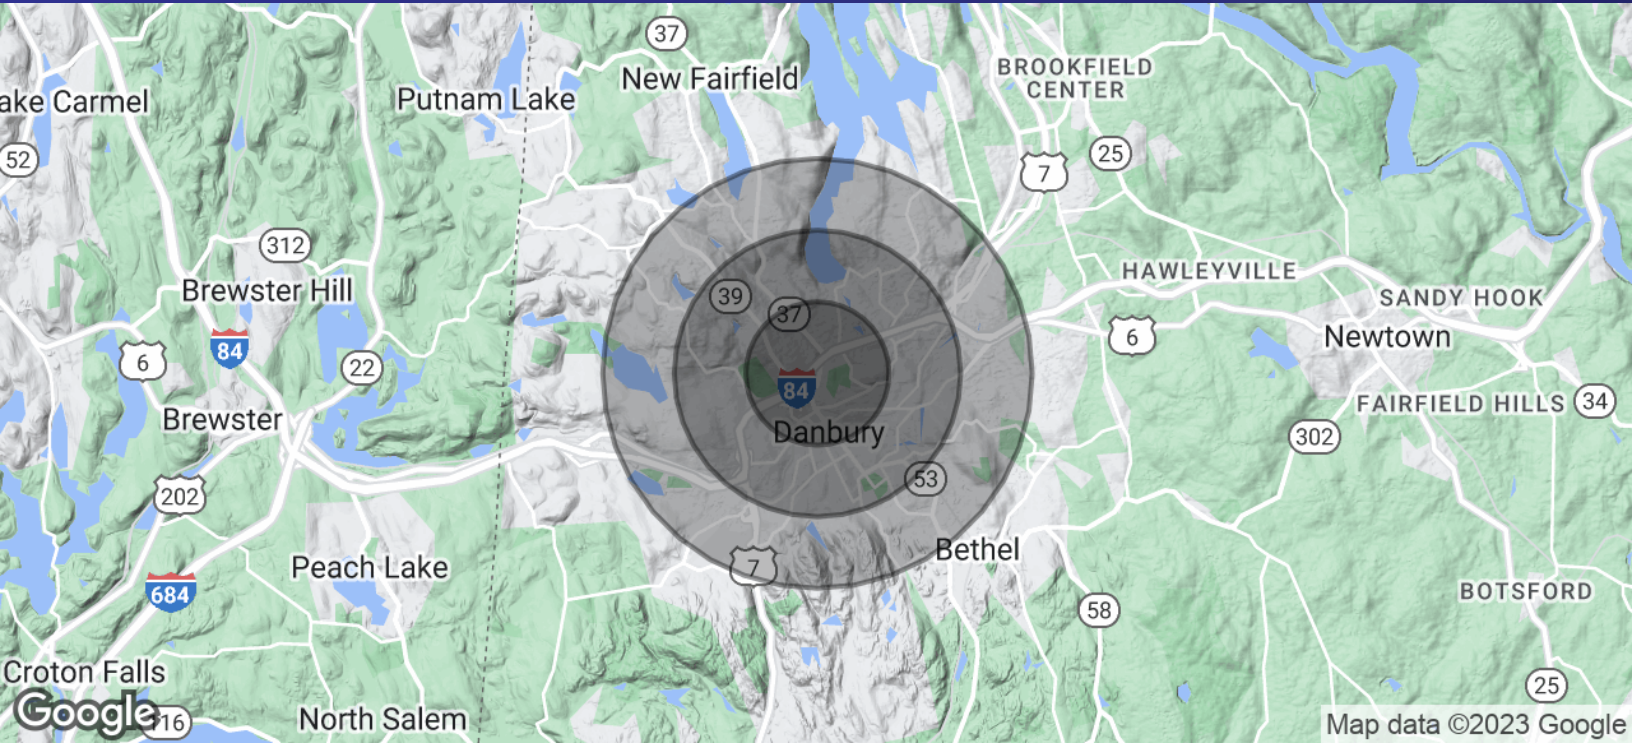 37
New Fairfield
BROOKFIELD
CENTER
ake Carmel
Putnam Lake
52
25
7
312
HAWLEYVILLE
Brewster Hill
39
SANDY HOOK
37
6
Newtown
84
6
22
84
34
FAIRFIELD HILLS
Brewster
Danbury
302
53
202
Bethel
7
Peach Lake
684
BOTSFORD
58
Croton Falls
25
Google
116
North Salem
Map data ©2023 Google